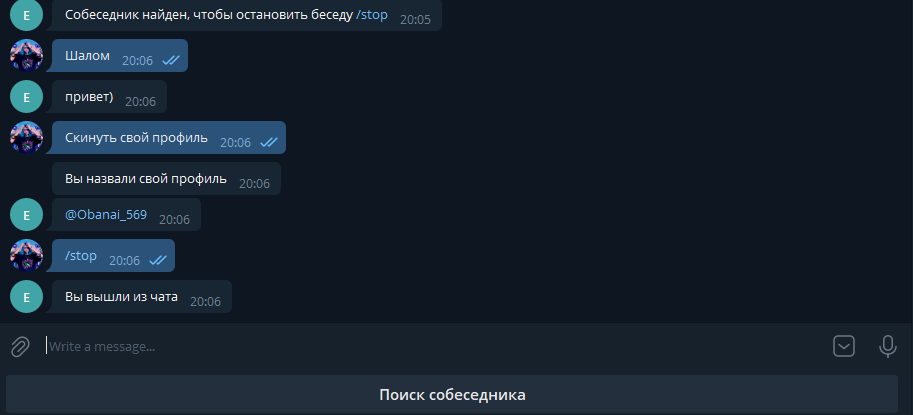 E
Собеседник найден, чтобы остановить беседу /stop 20:05
Шалом 20:06
E
привет) 20:06
Скинуть свой профиль 20:06
Вы назвали свой профиль 20:06
E
@Obanai_569 20:06
/stop 20:06
E
Вы вышли из чата 20:06
Write a message...
Поиск собеседника